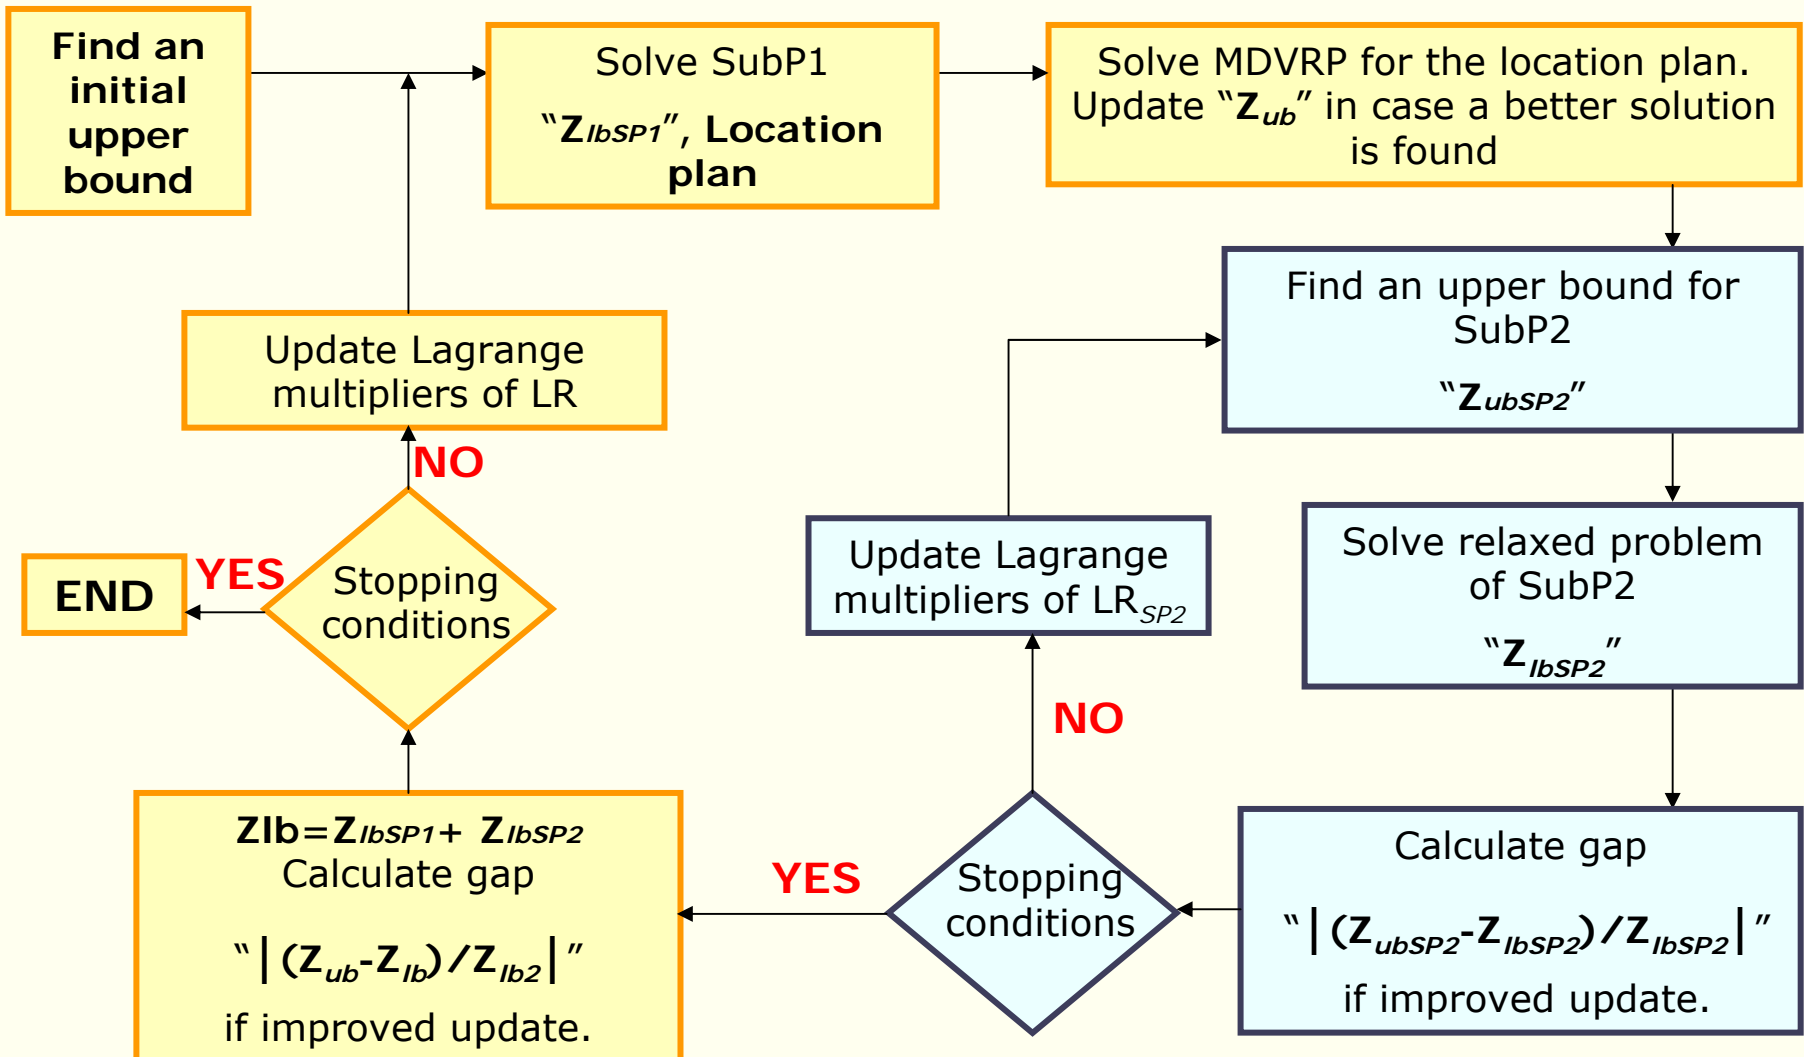 Find an
initial
upper
bound
Solve SubP1
“ZlbSP1”, Location
plan
Solve MDVRP for the location plan.
Update “Zub” in case a better solution
is found
Find an upper bound for
SubP2
“ZubSP2”
Solve relaxed problem
of SubP2
“ZlbSP2”
Calculate gap
“|(ZubSP2-ZlbSP2)/ZlbSP2|”
if improved update.
Stopping
conditions
NO
Update Lagrange
multipliers of LRSP2
YES
Zlb=ZlbSP1+ ZlbSP2
Calculate gap
“|(Zub-Zlb)/Zlb2|”
if improved update.
Stopping
conditions
YES
END
NO
Update Lagrange
multipliers of LR